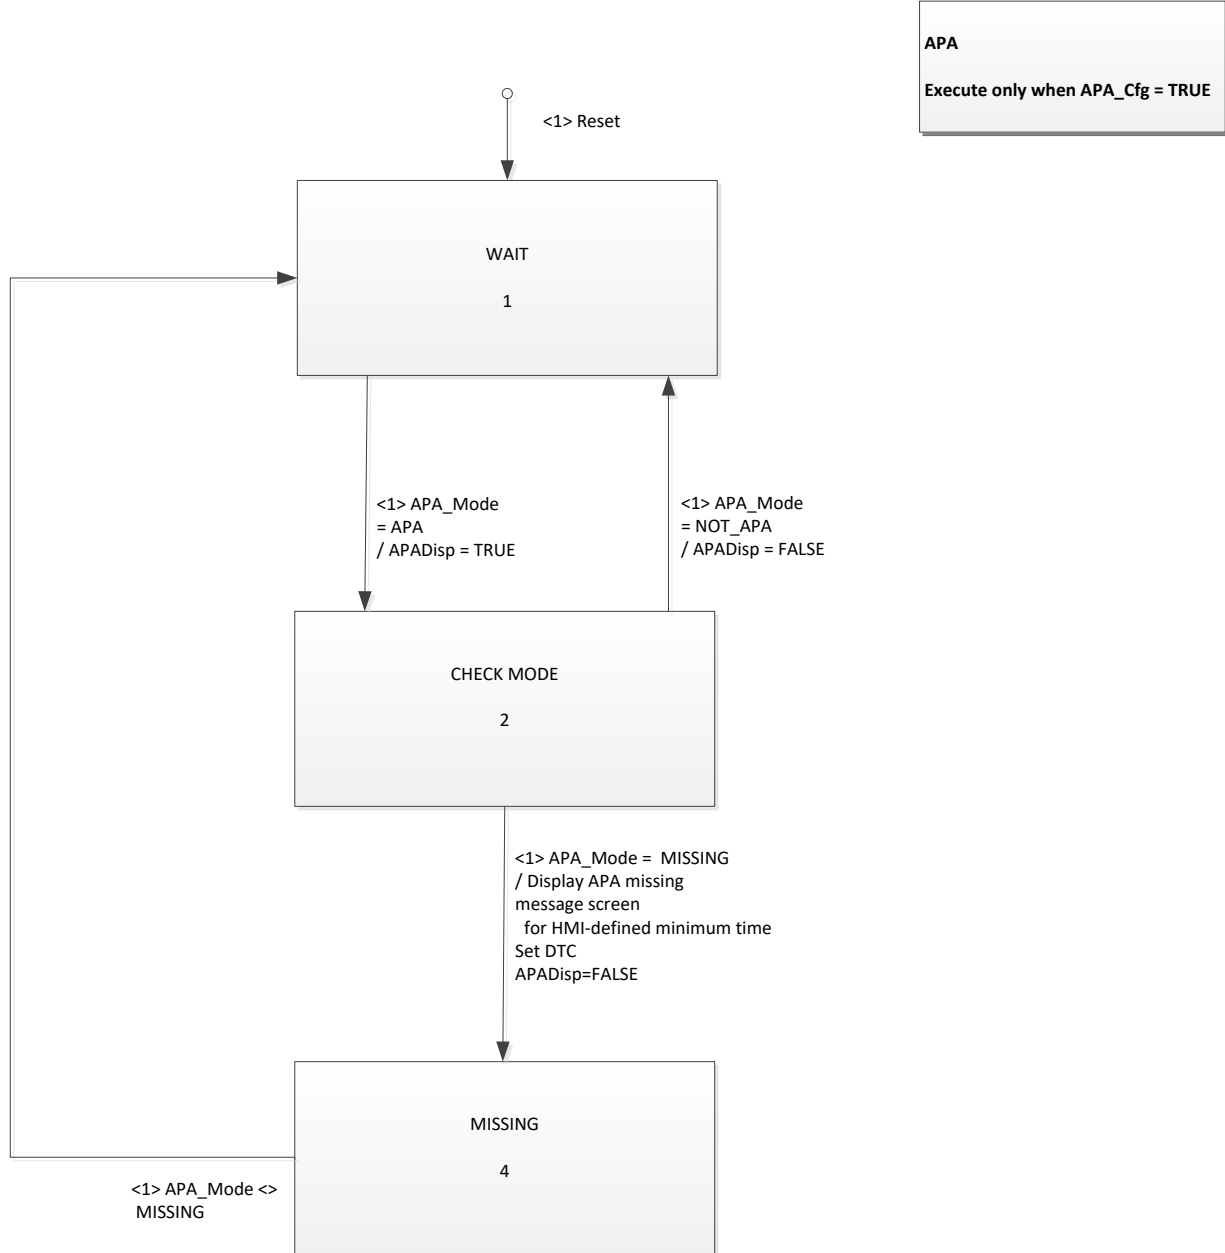 APA
Execute only when APA_Cfg = TRUE
<1> Reset
WAIT
1
<1> APA_Mode
= APA
/ APADisp = TRUE
<1> APA_Mode
= NOT_APA
/ APADisp = FALSE
CHECK MODE
2
<1> APA_Mode =  MISSING
/ Display APA missing
message screen
for HMI-defined minimum time
Set DTC
APADisp=FALSE
MISSING
4
<1> APA_Mode <>
MISSING